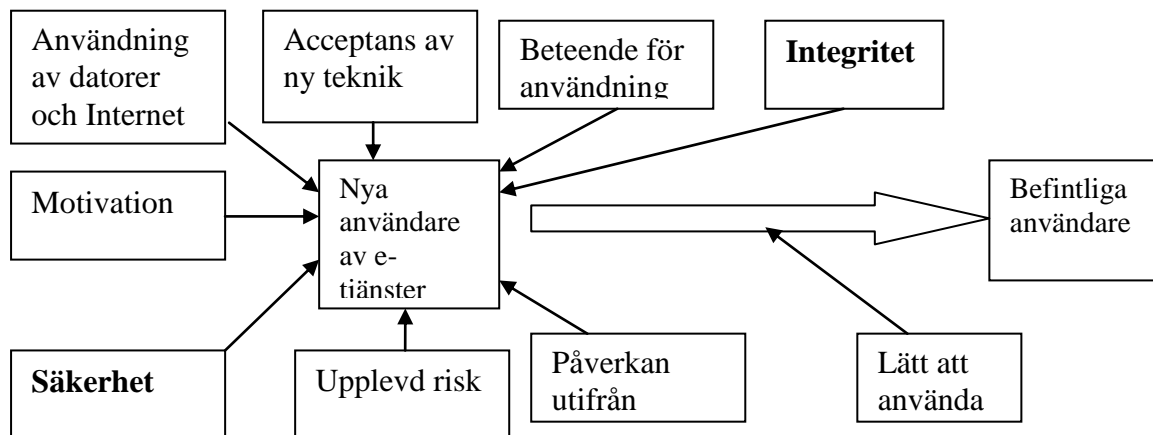 Användning
av datorer
och Internet
Acceptans av
ny teknik
Beteende för
användning
Integritet
Motivation
Nya
användare
av e-
tjänster
Befintliga
användare
Säkerhet
Upplevd risk
Påverkan
utifrån
Lätt att
använda